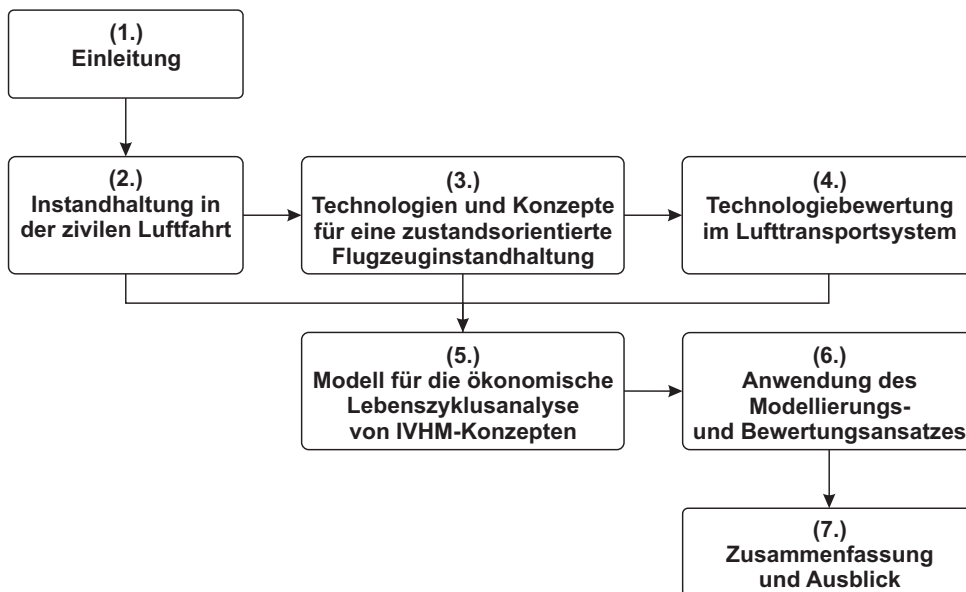 (1.)
Einleitung
(2.)
Instandhaltung in
der zivilen Luftfahrt
(3.)
Technologien und Konzepte
für eine zustandsorientierte
Flugzeuginstandhaltung
(4.)
Technologiebewertung
im Lufttransportsystem
(5.)
Modell für die ökonomische
Lebenszyklusanalyse
von IVHM-Konzepten
(6.)
Anwendung des
Modellierungs-
und Bewertungsansatzes
(7.)
Zusammenfassung
und Ausblick